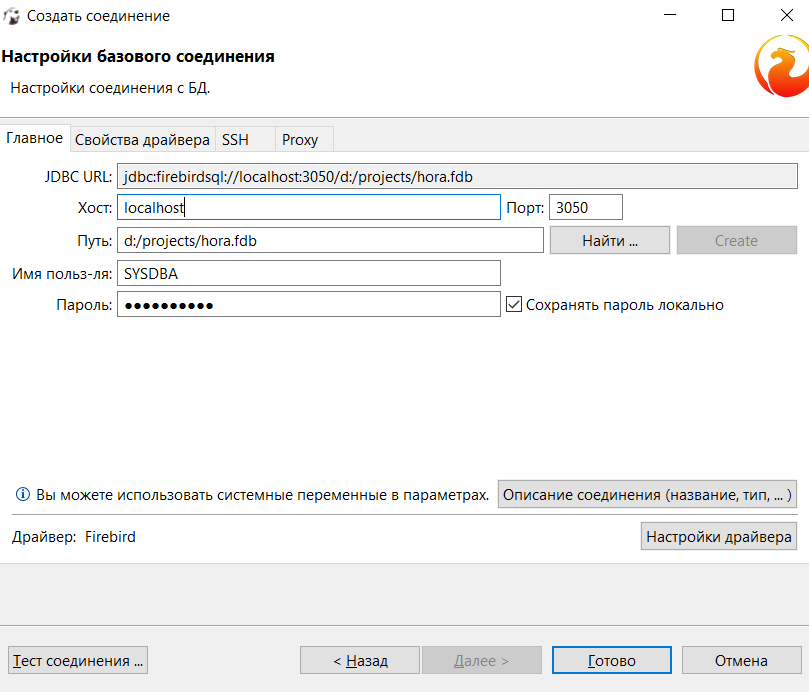 Создать соединение
Настройки базового соединения
Настройки соединения с БД.
Главное Свойства драйвера SSH Proxy
JDBC URL: jdbc:firebirdsql://localhost:3050/d:/projects/hora.fdb
Хост: localhost Порт: 3050
Путь: d:/projects/hora.fdb Найти ... Create
Имя польз-ля: SYSDBA
Пароль: ●●●●●●●●●● Сохранять пароль локально
Вы можете использовать системные переменные в параметрах. Описание соединения (название, тип, ... )
Драйвер: Firebird Настройки драйвера
Тест соединения ... < Назад Далее > Готово Отмена